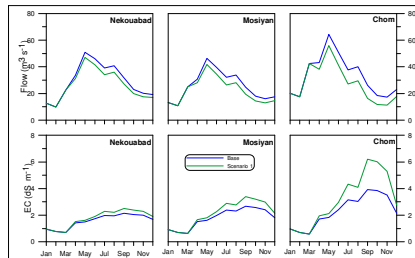 Nekouabad
Mosiyan
Chom
80
60
40
20
0
80
60
40
20
0
Flow (m³ s⁻¹)
Nekouabad
Mosiyan
Chom
8
6
4
2
0
8
6
4
2
0
EC (dS m⁻¹)
Base
Scenario 1
Jan Mar May Jul Sep Nov
Jan Mar May Jul Sep Nov
Jan Mar May Jul Sep Nov